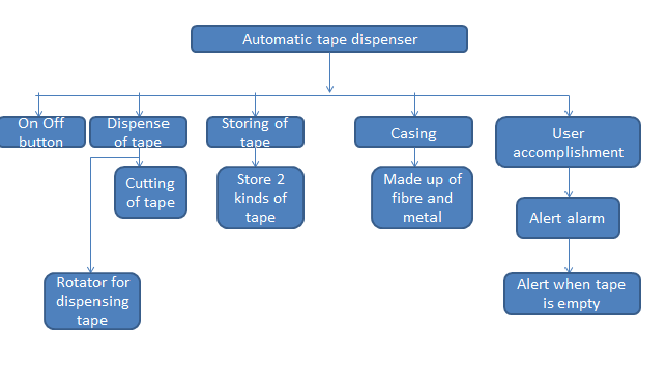 Automatic tape dispenser
On Off
button
Dispense
of tape
Storing of
tape
Casing
User
accomplishment
Cutting
of tape
Store 2
kinds of
tape
Made up of
fibre and
metal
Alert alarm
Rotator for
dispensing
tape
Alert when tape
is empty